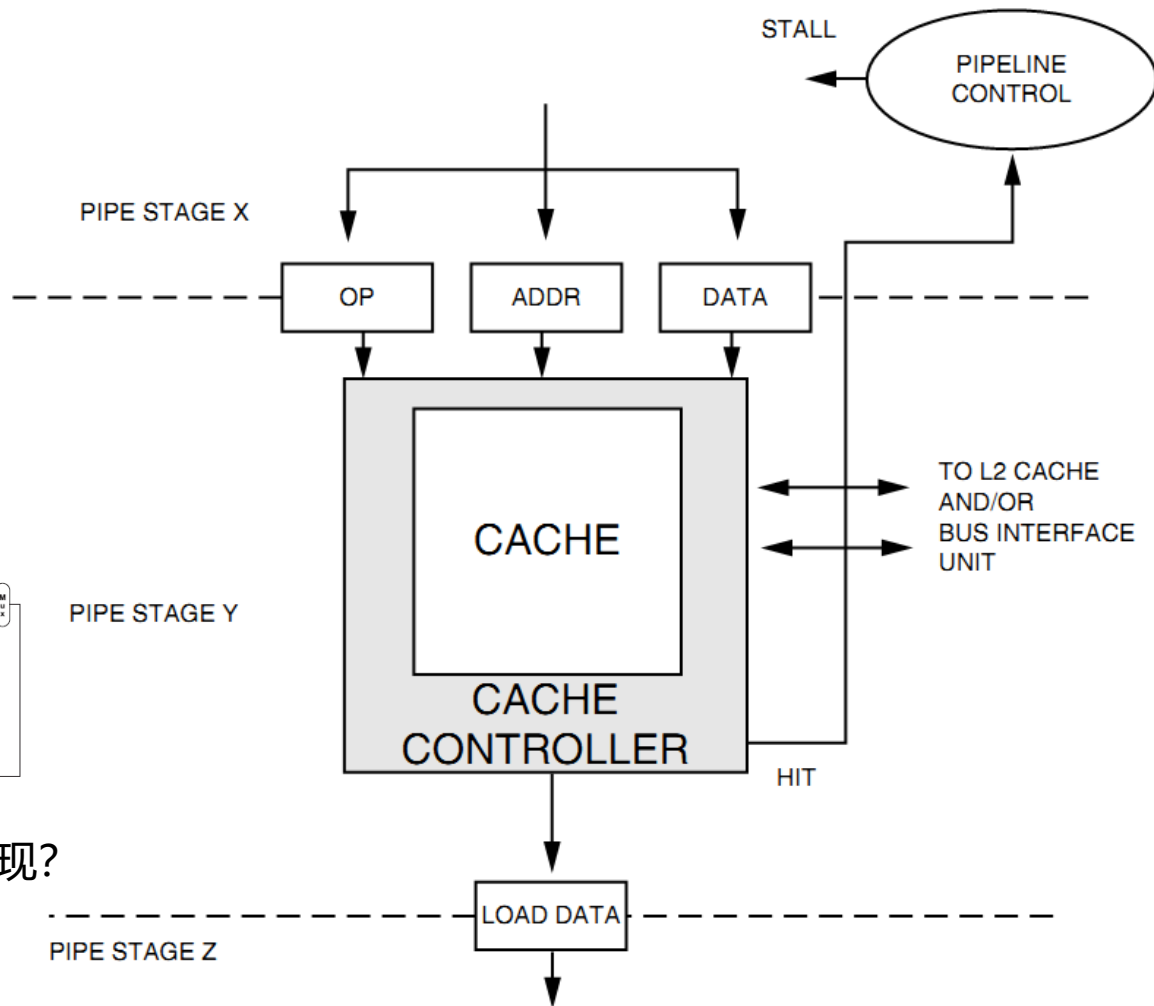 STALL
PIPELINE
CONTROL
PIPE STAGE X
OP
ADDR
DATA
CACHE
TO L2 CACHE
AND/OR
BUS INTERFACE
UNIT
M
u
x
PIPE STAGE Y
CACHE
CONTROLLER
HIT
现?
LOAD DATA
PIPE STAGE Z